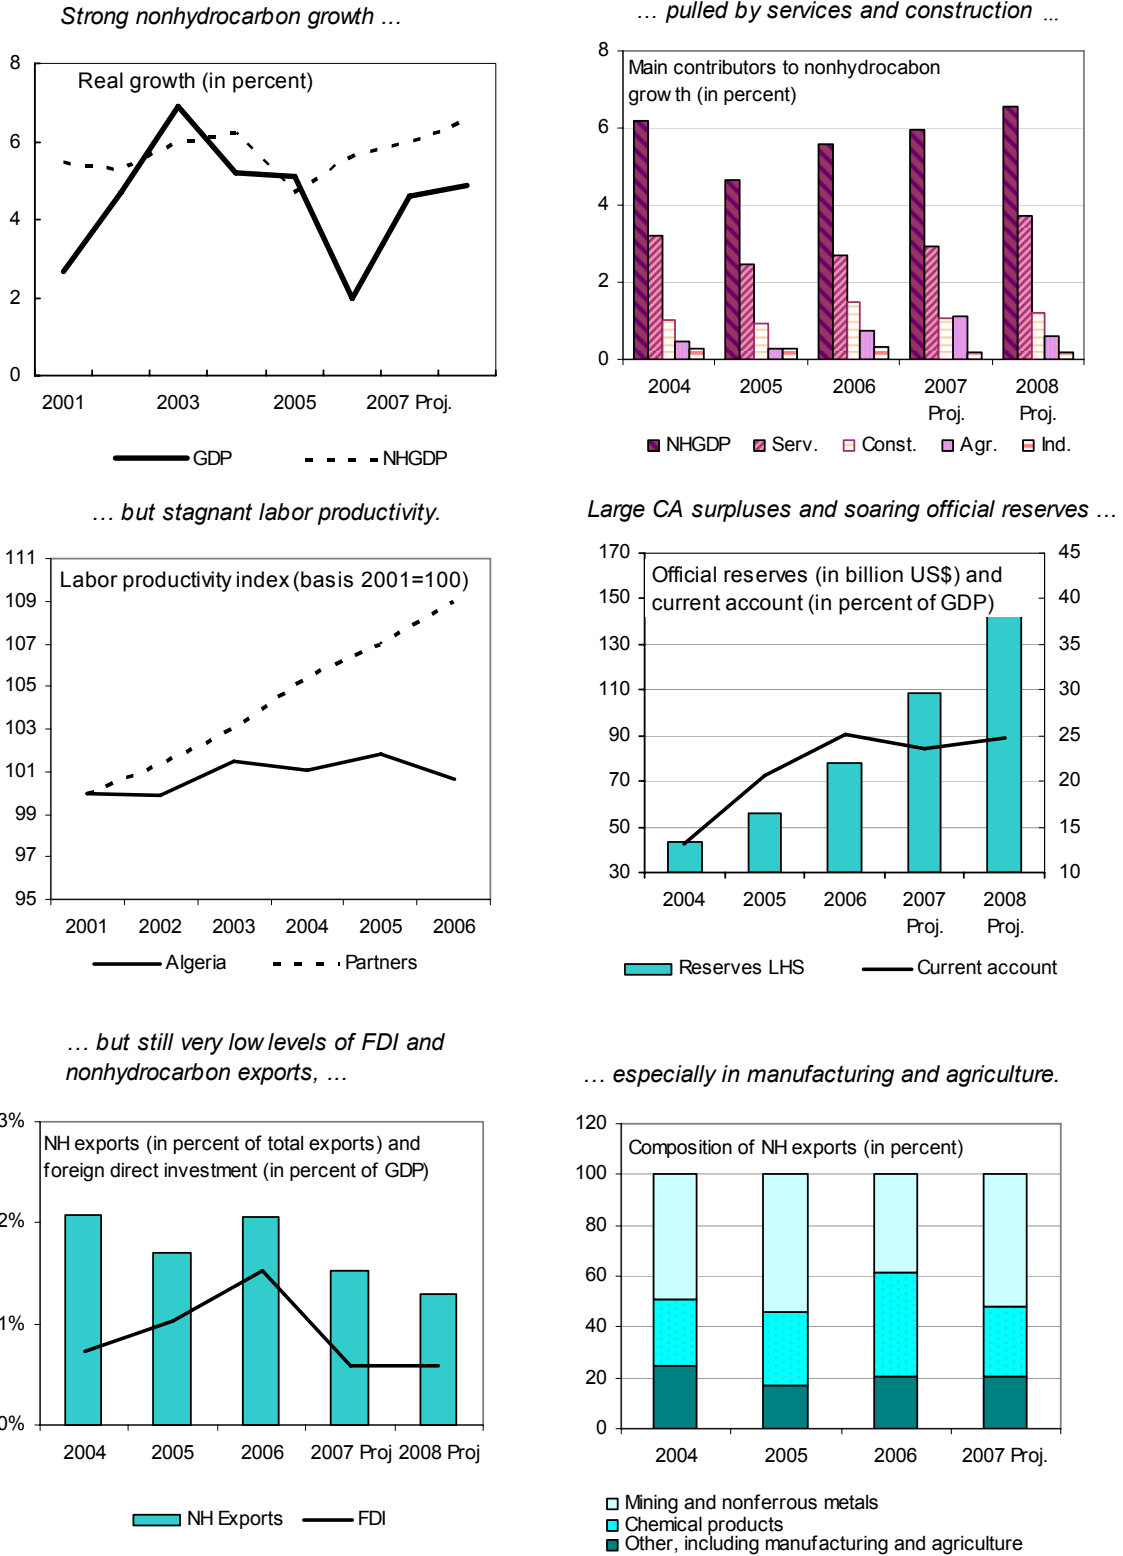 Strong nonhydrocarbon growth …
8
6
4
2
0
Real growth (in percent)
2001
2003
2005
2007 Proj.
GDP
NHGDP
… pulled by services and construction …
8
6
4
2
0
Main contributors to nonhydrocabon
growth (in percent)
2004
2005
2006
2007
Proj.
2008
Proj.
NHGDP
Serv.
Const.
Agr.
Ind.
… but stagnant labor productivity.
111
109
107
105
103
101
99
97
95
Labor productivity index (basis 2001=100)
2001
2002
2003
2004
2005
2006
Algeria
Partners
Large CA surpluses and soaring official reserves …
170
150
130
110
90
70
50
30
Official reserves (in billion US$) and
current account (in percent of GDP)
45
40
35
30
25
20
15
10
2004
2005
2006
2007
Proj.
2008
Proj.
Reserves LHS
Current account
… but still very low levels of FDI and
nonhydrocarbon exports, …
3%
2%
1%
0%
NH exports (in percent of total exports) and
foreign direct investment (in percent of GDP)
2004
2005
2006
2007 Proj
2008 Proj
NH Exports
FDI
… especially in manufacturing and agriculture.
120
100
80
60
40
20
0
Composition of NH exports (in percent)
2004
2005
2006
2007 Proj.
Mining and nonferrous metals
Chemical products
Other, including manufacturing and agriculture